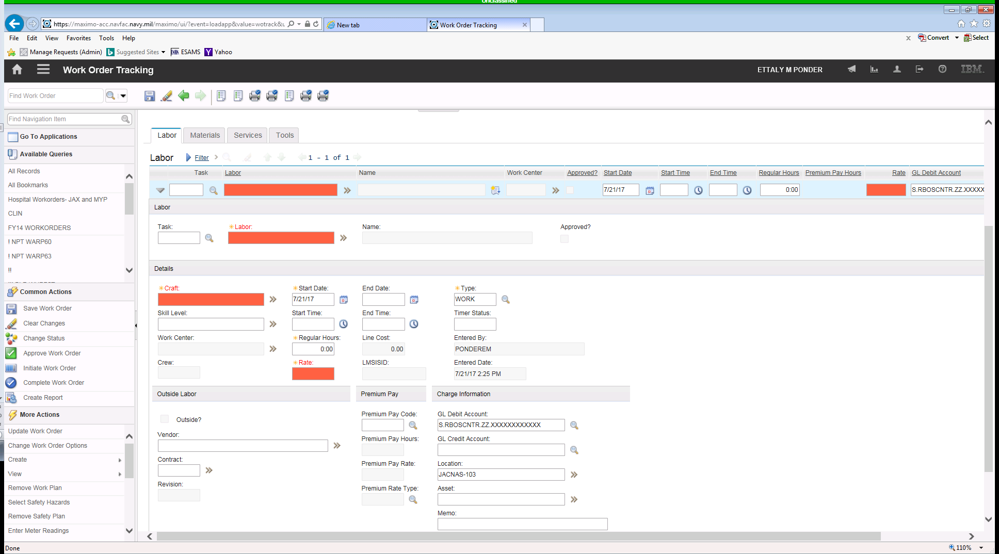 Unclassified
https://maximo-acc.navfac.navy.mil/maximo/ui/?event=loadapp&value=wotrack&u
New tab
Work Order Tracking
File Edit View Favorites Tools Help
x Convert Select
Manage Requests (Admin) Suggested Sites ESAMS Yahoo
Work Order Tracking
ETTALY M PONDER
IBM.
Find Work Order
Find Navigation Item
Go To Applications
Available Queries
All Records
All Bookmarks
Hospital Workorders- JAX and MYP
CLIN
FY14 WORKORDERS
! NPT WARP60
! NPT WARP63
!!
Common Actions
Save Work Order
Clear Changes
Change Status
Approve Work Order
Initiate Work Order
Complete Work Order
Create Report
More Actions
Update Work Order
Change Work Order Options
Create
View
Remove Work Plan
Select Safety Hazards
Remove Safety Plan
Enter Meter Readings
Labor Materials Services Tools
Labor Filter 1 - 1 of 1
Task Labor Name Work Center Approved? Start Date Start Time End Time Regular Hours Premium Pay Hours Rate GL Debit Account
7/21/17 0:00 S.RBOSCNTR.ZZ.XXXXX
Labor
Task: Labor: Name: Approved?
Details
Craft: Start Date: End Date: Type:
7/21/17 WORK
Skill Level: Start Time: End Time: Timer Status:
Work Center: Regular Hours: Line Cost: Entered By:
0:00 0.00 PONDEREM
Crew: Rate: LMSISID: Entered Date:
7/21/17 2:25 PM
Outside Labor Premium Pay Charge Information
Outside?
Vendor:
Contract:
Revision:
Premium Pay Code:
Premium Pay Hours:
Premium Pay Rate:
Premium Rate Type:
GL Debit Account:
S.RBOSCNTR.ZZ.XXXXXXXXXXXX
GL Credit Account:
Location:
JACNAS-103
Asset:
Memo:
Done
110%